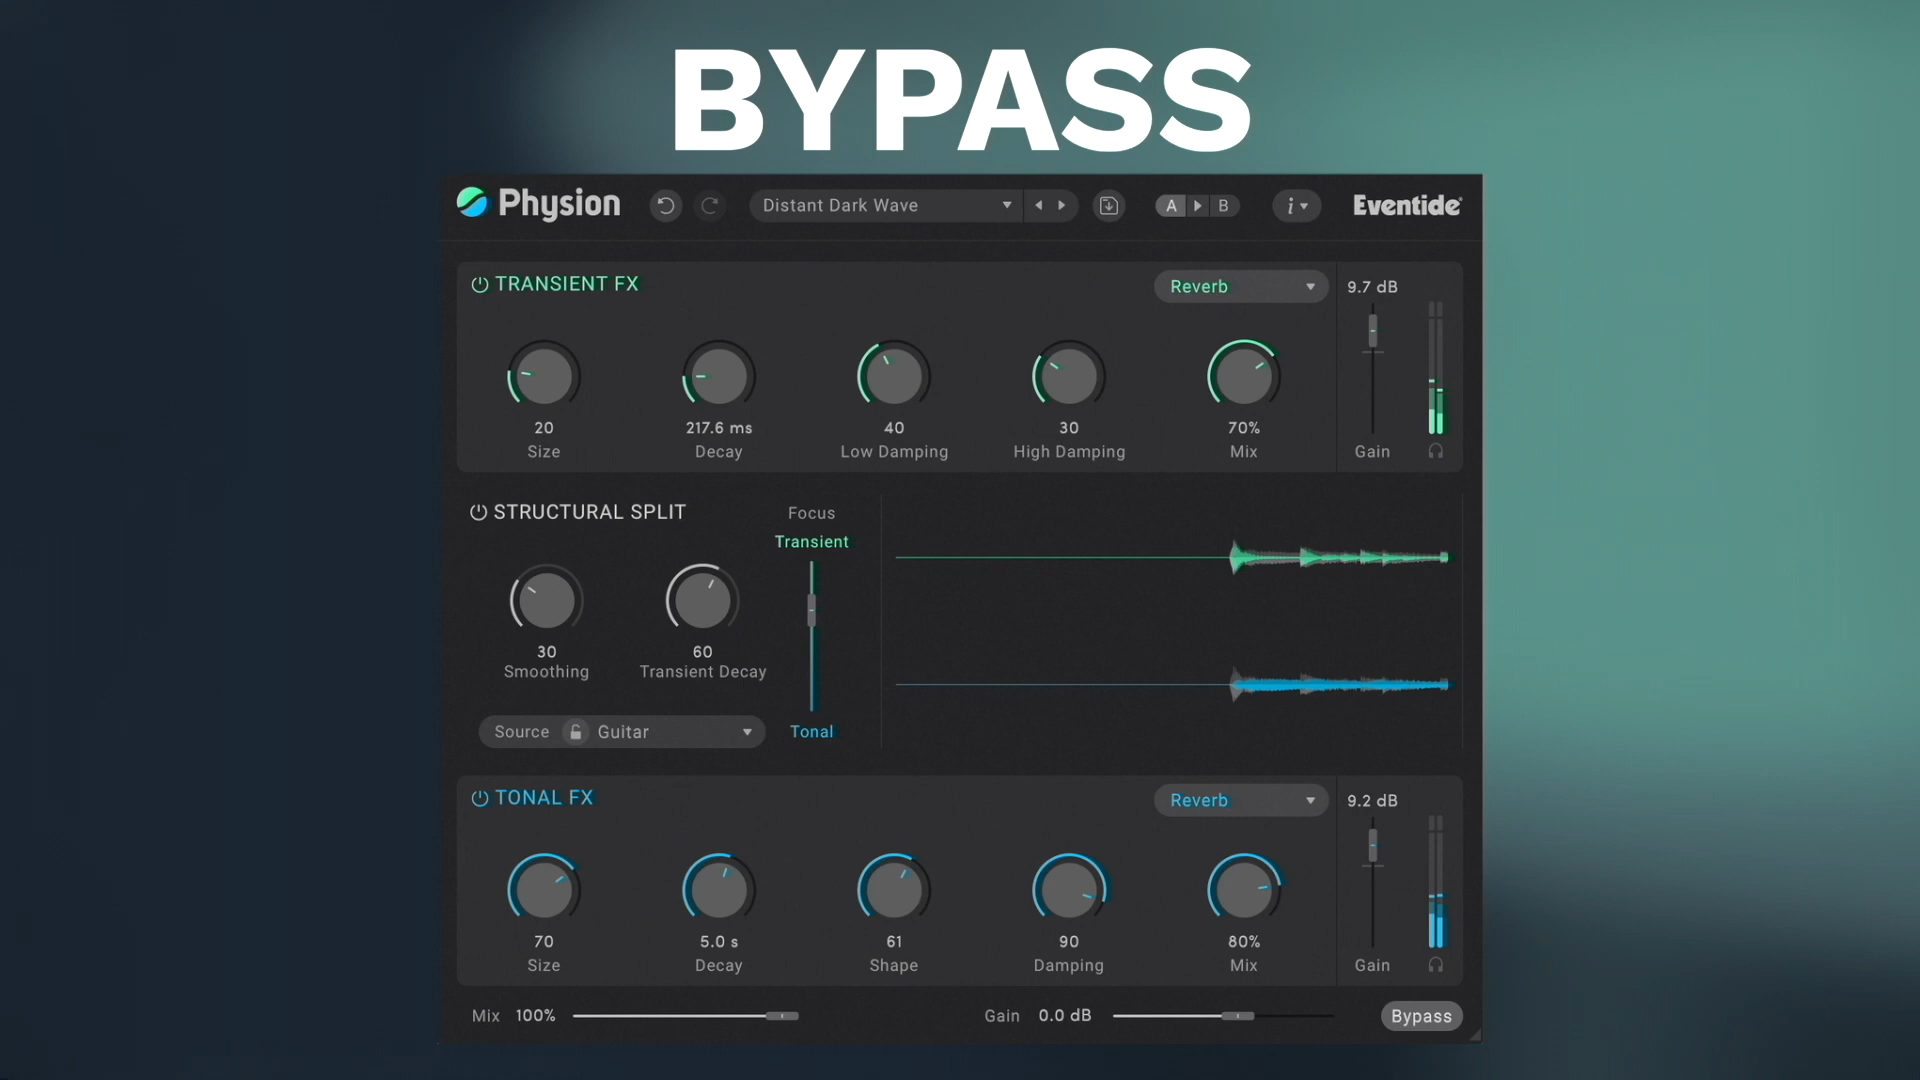 BYPASS
Physion Distant Dark Wave A B i Eventide
TRANSIENT FX Reverb 9.7 dB
20 217.6 ms 40 30 70%
Size Decay Low Damping High Damping Mix Gain
STRUCTURAL SPLIT Focus
Transient
30 60
Smoothing Transient Decay
Source Guitar Tonal
TONAL FX Reverb 9.2 dB
70 5.0 s 61 90 80%
Size Decay Shape Damping Mix Gain
Mix 100% Gain 0.0 dB Bypass